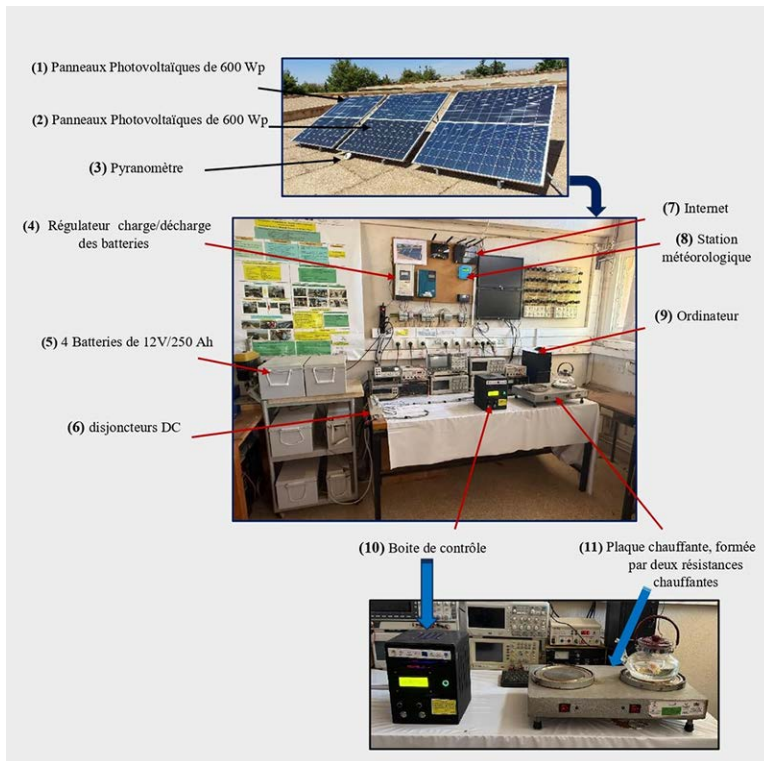 (1) Panneaux Photovoltaïques de 600 Wp
(2) Panneaux Photovoltaïques de 600 Wp
(3) Pyranomètre
(4) Régulateur charge/décharge
des batteries
(5) 4 Batteries de 12V/250 Ah
(6) disjoncteurs DC
(7) Internet
(8) Station
météorologique
(9) Ordinateur
(10) Boite de contrôle
(11) Plaque chauffante, formée
par deux résistances
chauffantes